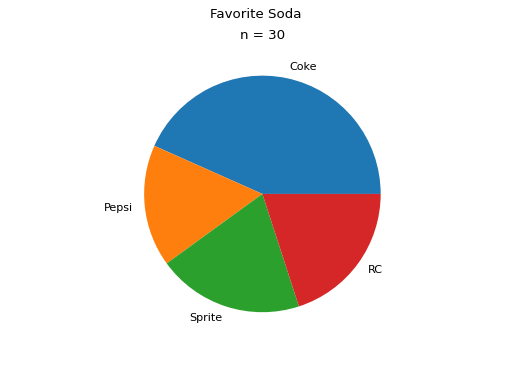 Favorite Soda
n = 30
Coke
Pepsi
Sprite
RC